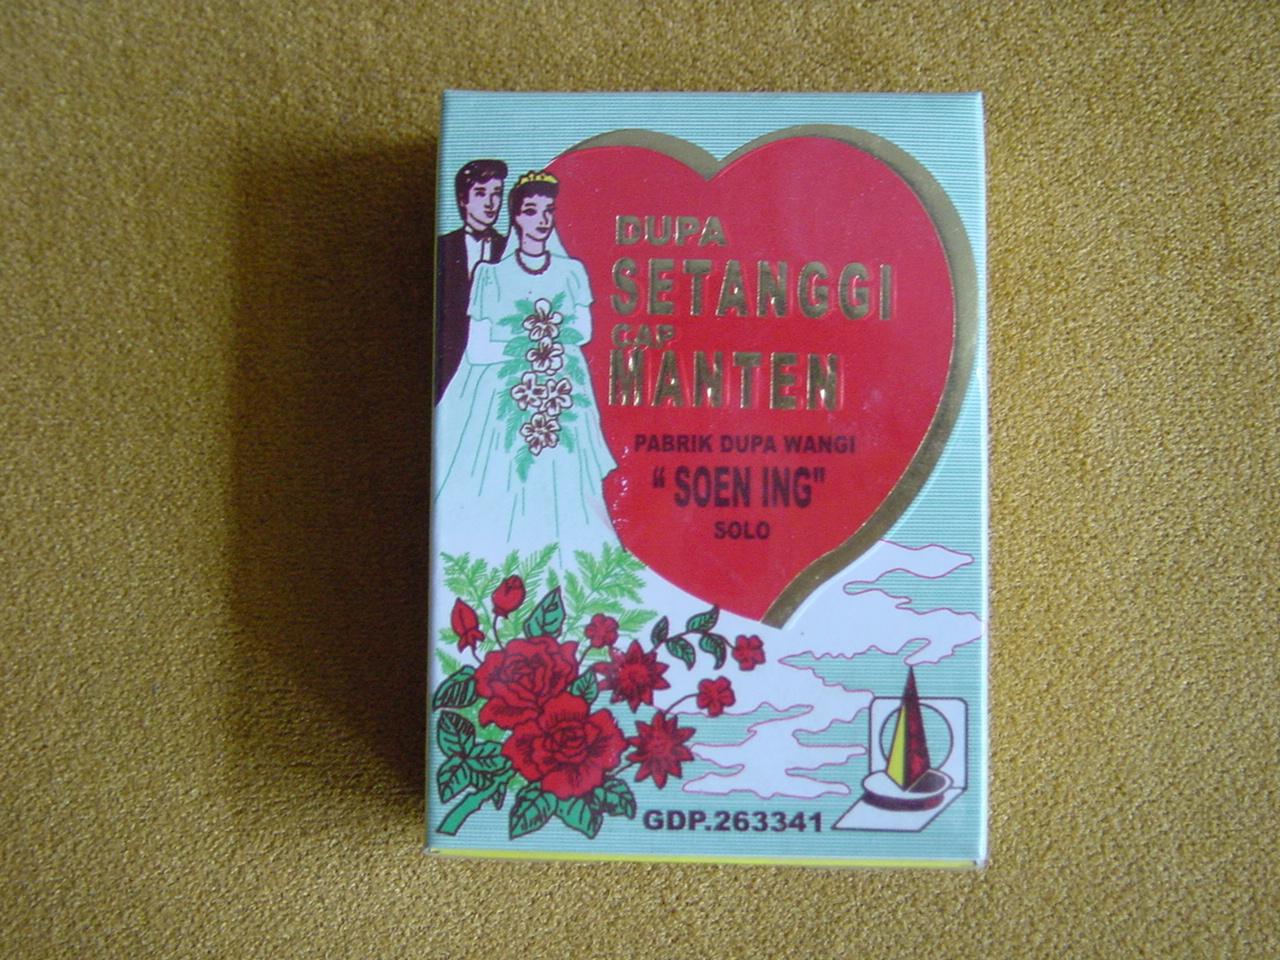 DUPA
SETANGGI
CAP
MANTEN
PABRIK DUPA WANGI
“ SOEN ING"
SOLO
GDP.263341